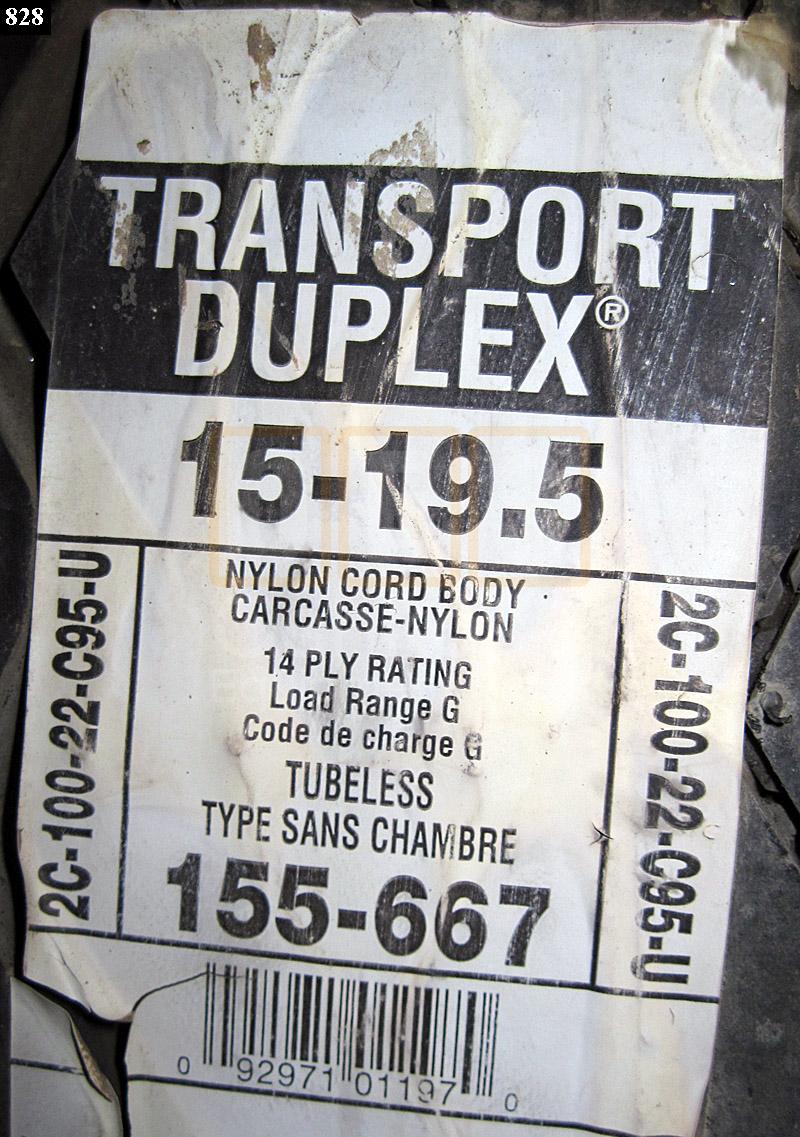 828
TRANSPORT
DUPLEX®
15-19.5
2C-100-22-C95-U
NYLON CORD BODY
CARCASSE-NYLON
14 PLY RATING
Load Range G
Code de charge G
TUBELESS
TYPE SANS CHAMBRE
155-667
2C-100-22-C95-U
0 92971 01197 0